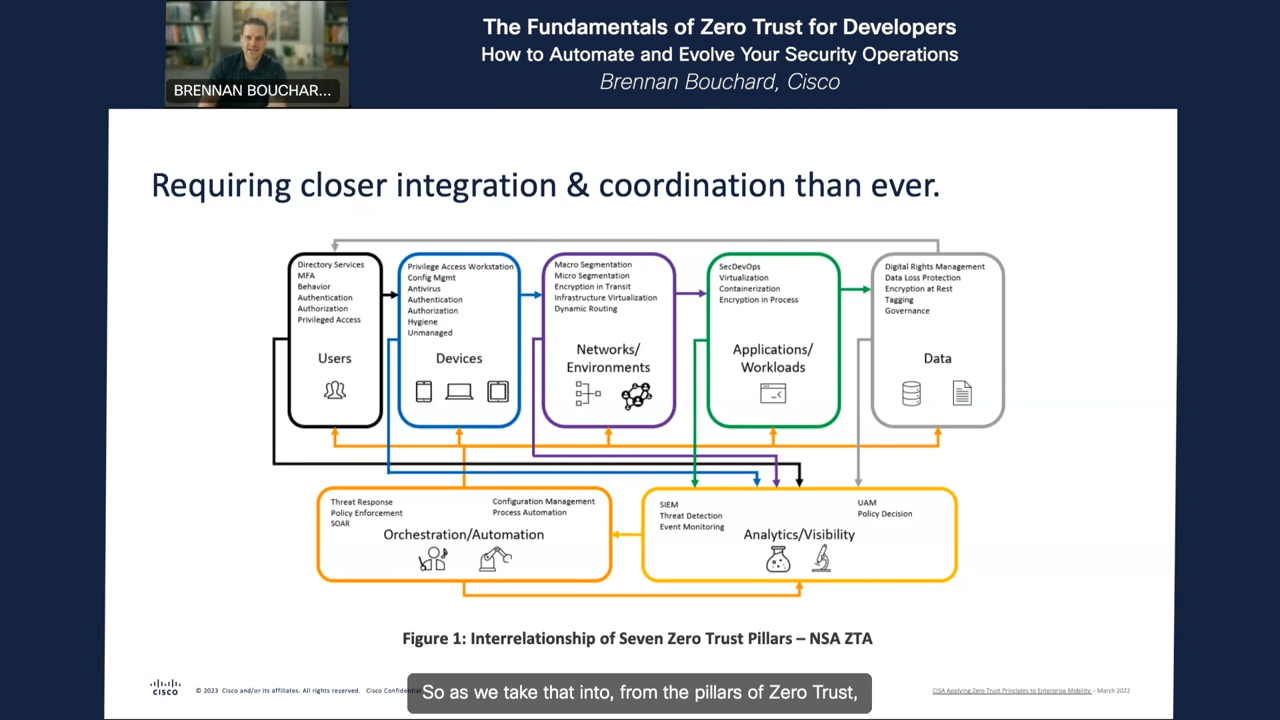 The Fundamentals of Zero Trust for Developers
How to Automate and Evolve Your Security Operations
Brennan Bouchard, Cisco
BRENNAN BOUCHAR...
Requiring closer integration & coordination than ever.
Directory Services
MFA
Behavior
Authentication
Authorization
Privileged Access
Users
Privilege Access Workstation
Config Mgmt
Antivirus
Authentication
Authorization
Hygiene
Unmanaged
Devices
Macro Segmentation
Micro Segmentation
Encryption in Transit
Infrastructure Virtualization
Dynamic Routing
Networks/
Environments
SecDevOps
Virtualization
Containerization
Encryption in Process
Applications/
Workloads
Digital Rights Management
Data Loss Protection
Encryption at Rest
Tagging
Governance
Data
Threat Response
Policy Enforcement
SOAR
Configuration Management
Process Automation
Orchestration/Automation
SIEM
Threat Detection
Event Monitoring
UAM
Policy Decision
Analytics/Visibility
Figure 1: Interrelationship of Seven Zero Trust Pillars – NSA ZTA
CISCO
© 2023 Cisco and/or its affiliates. All rights reserved. Cisco
So as we take that into, from the pillars of Zero Trust,
CISA Applying Zero Trust Principles to Enterprise Mobility – March 2022